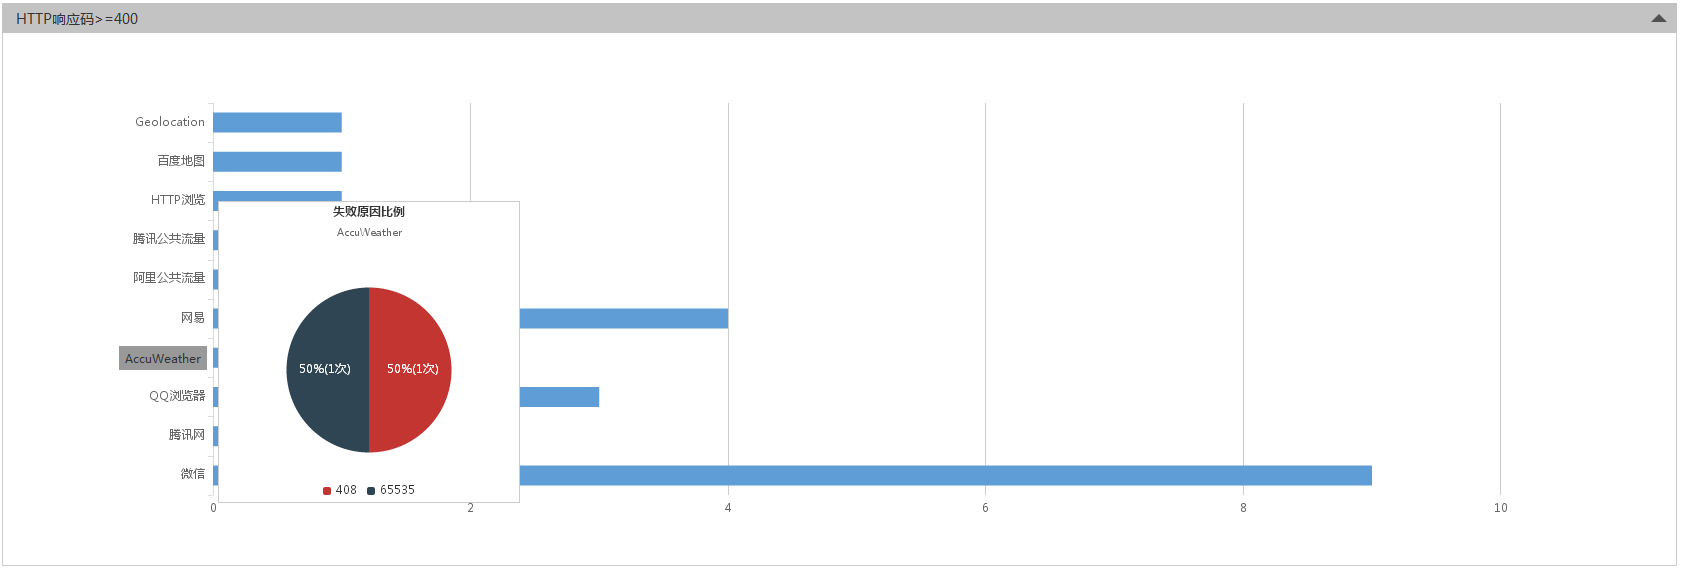 HTTP响应码>=400
Geolocation
百度地图
HTTP浏览
腾讯公共流量
阿里公共流量
网易
AccuWeather
QQ浏览器
腾讯网
微信
失败原因比例
AccuWeather
50%(1次) 50%(1次)
408 65535
0 2 4 6 8 10